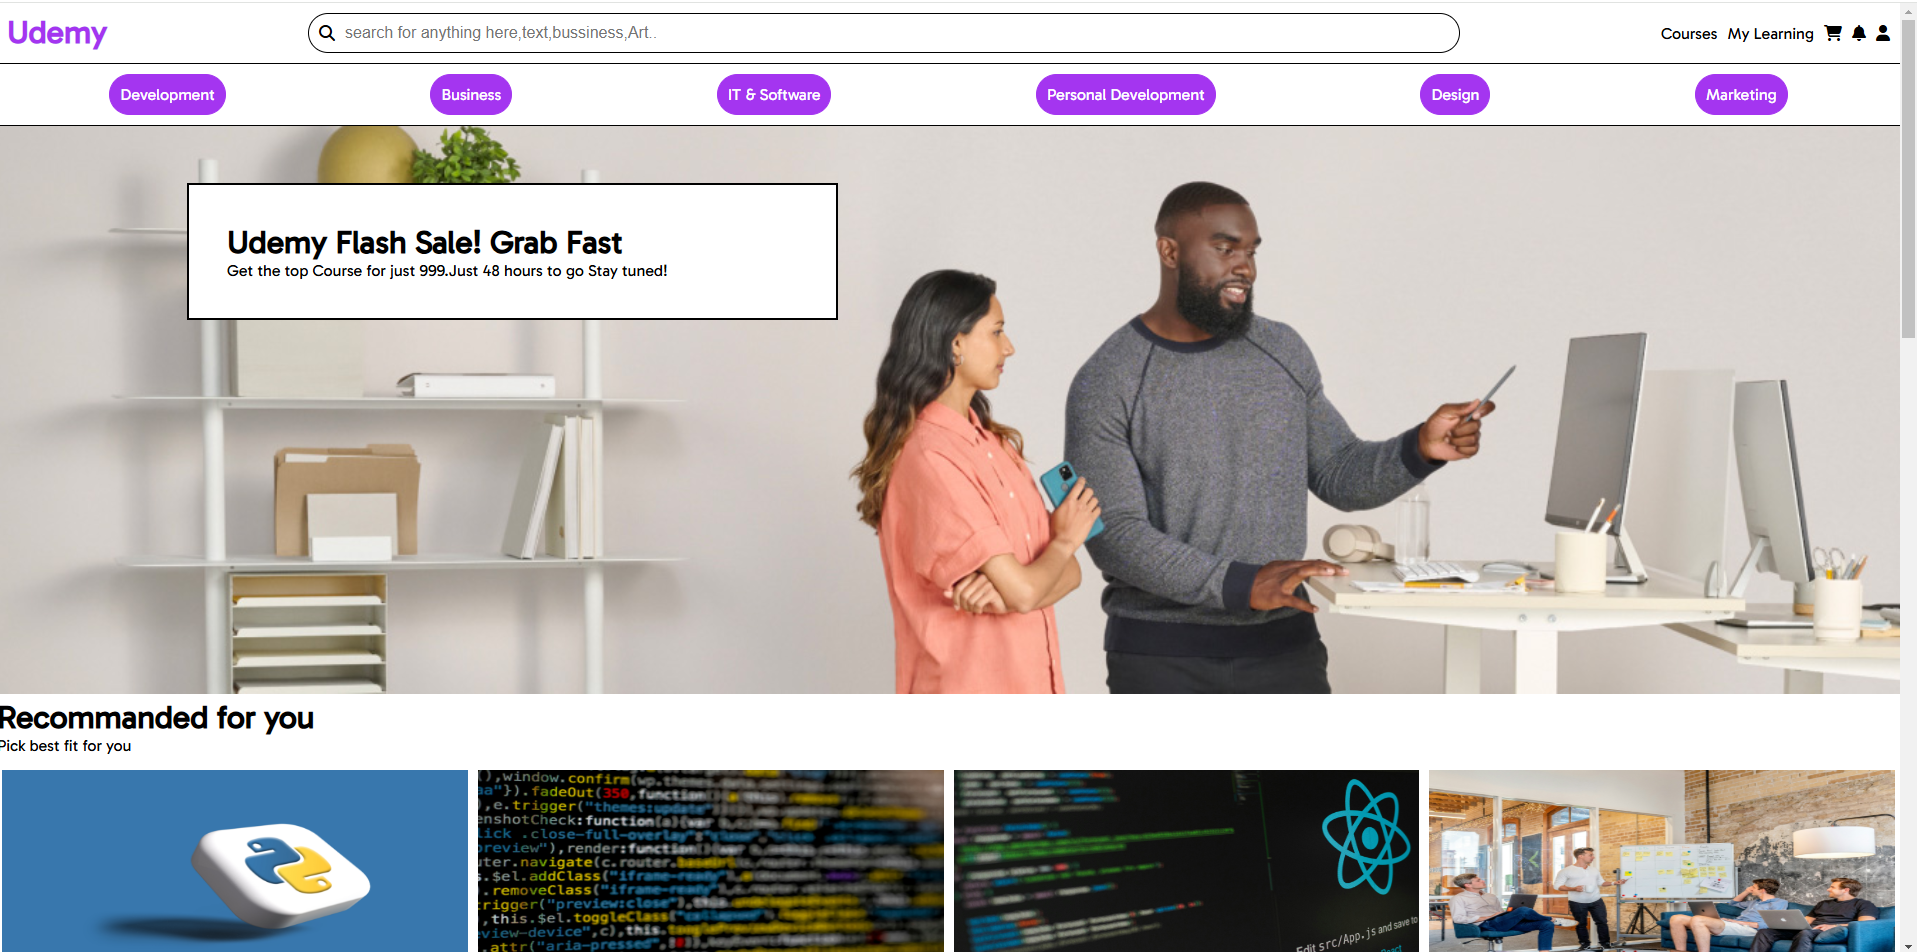 Udemy
search for anything here,text,bussiness,Art..
Courses My Learning
Development Business IT & Software Personal Development Design Marketing
Udemy Flash Sale! Grab Fast
Get the top Course for just 999.Just 48 hours to go Stay tuned!
Recommanded for you
Pick best fit for you
),window.confirm(
"}).fadeOut(350,function(
),e.trigger("themes:update"
enshotCheck:function(a){var
lick .close-full-overlay"
preview"),render:function(
ter.navigate(c.router.
.$el.addClass("iframe-ready"
.removeClass("iframe-ready"
rigger("preview:close"),
,this.$el.toggleClass(
view-device",c),this.
.attr("aria-pressed",
Edit src/App.js and save to
React